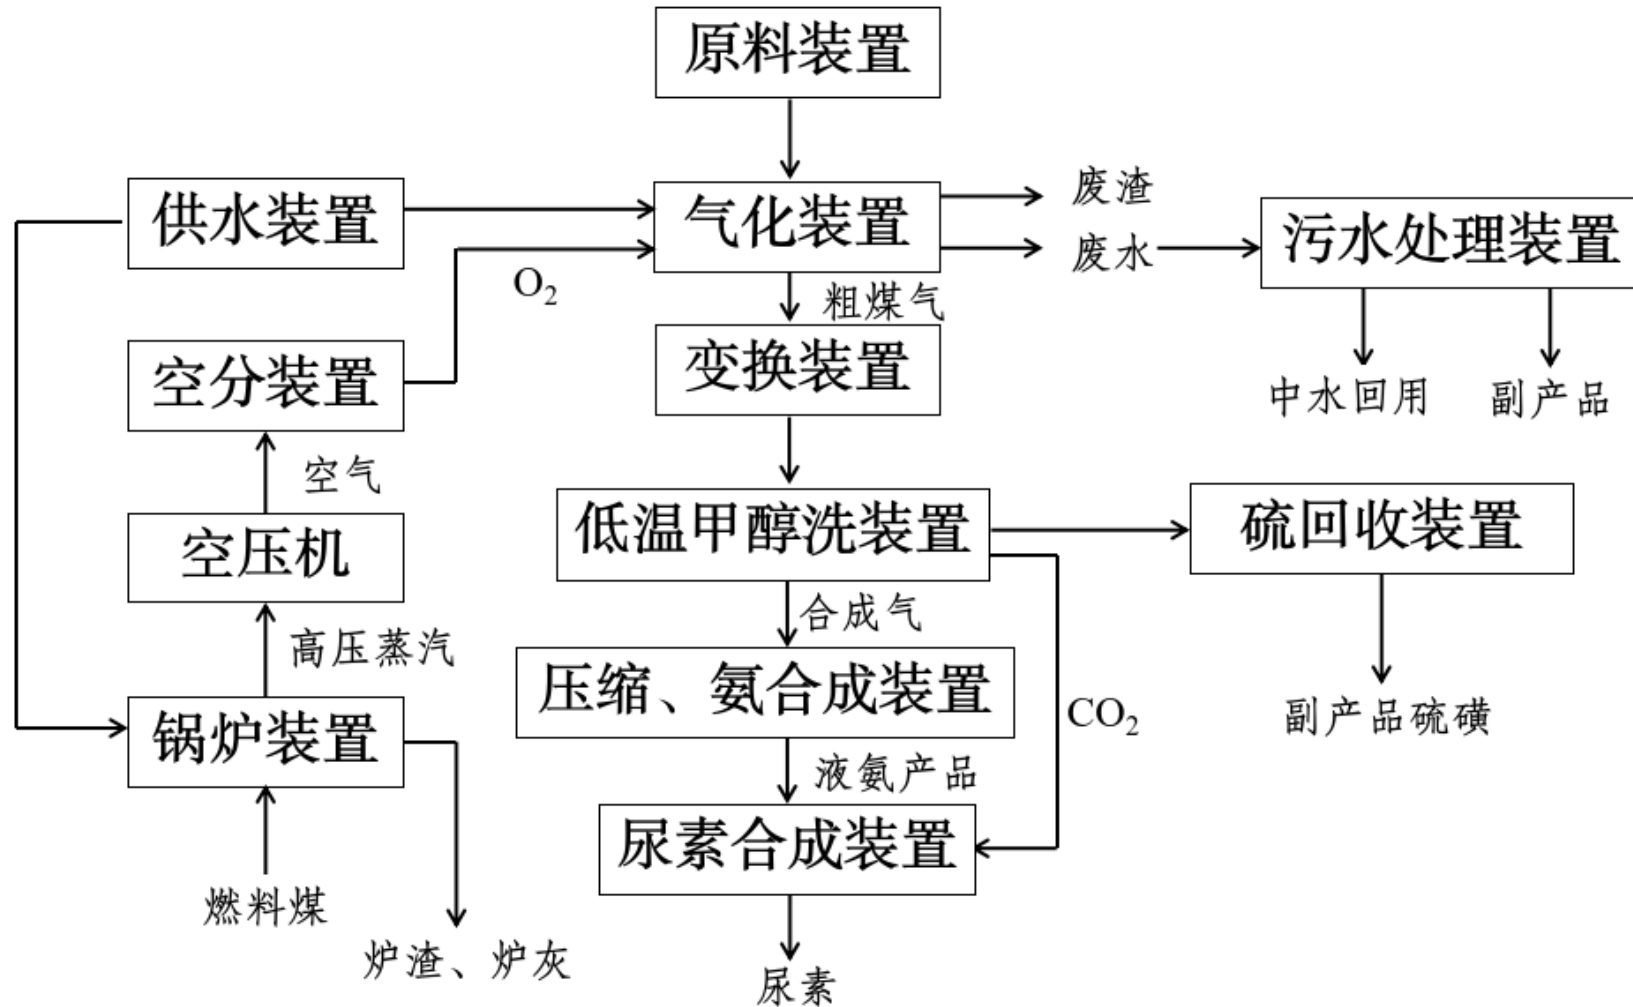 原料装置
供水装置
气化装置
废渣
废水
污水处理装置
O₂
粗煤气
空分装置
变换装置
中水回用
副产品
空气
空压机
低温甲醇洗装置
硫回收装置
合成气
高压蒸汽
压缩、氨合成装置
CO₂
副产品硫磺
锅炉装置
液氨产品
尿素合成装置
燃料煤
炉渣、炉灰
尿素